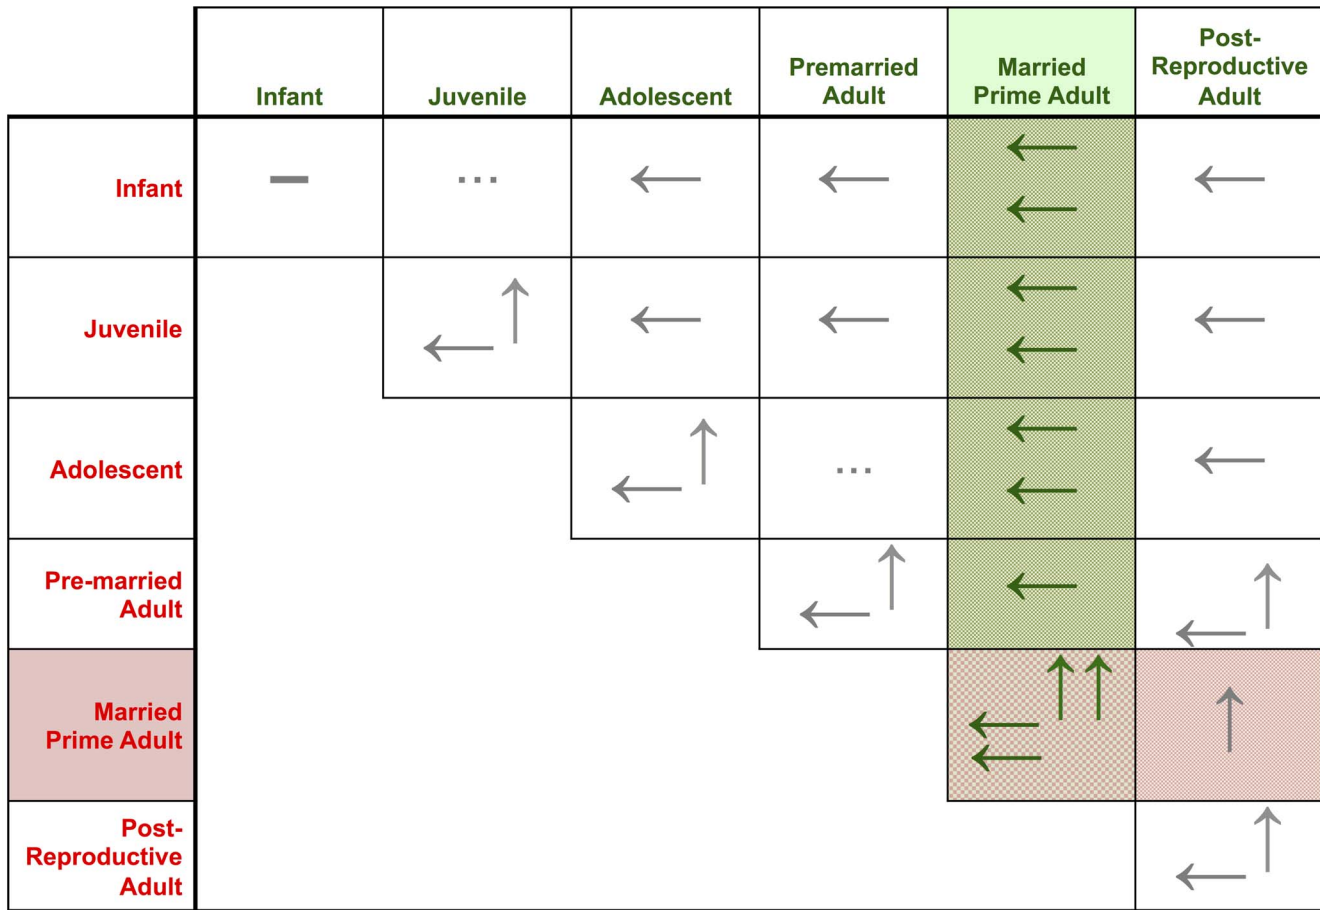 Infant
Juvenile
Adolescent
Premarried
Adult
Married
Prime Adult
Post-
Reproductive
Adult
Infant
—
...
←
←
←
←
←
Juvenile
←
↑
←
←
←
←
←
Adolescent
←
↑
...
←
←
←
Pre-married
Adult
←
↑
←
←
↑
Married
Prime Adult
←
←
↑
↑
↑
Post-
Reproductive
Adult
←
↑